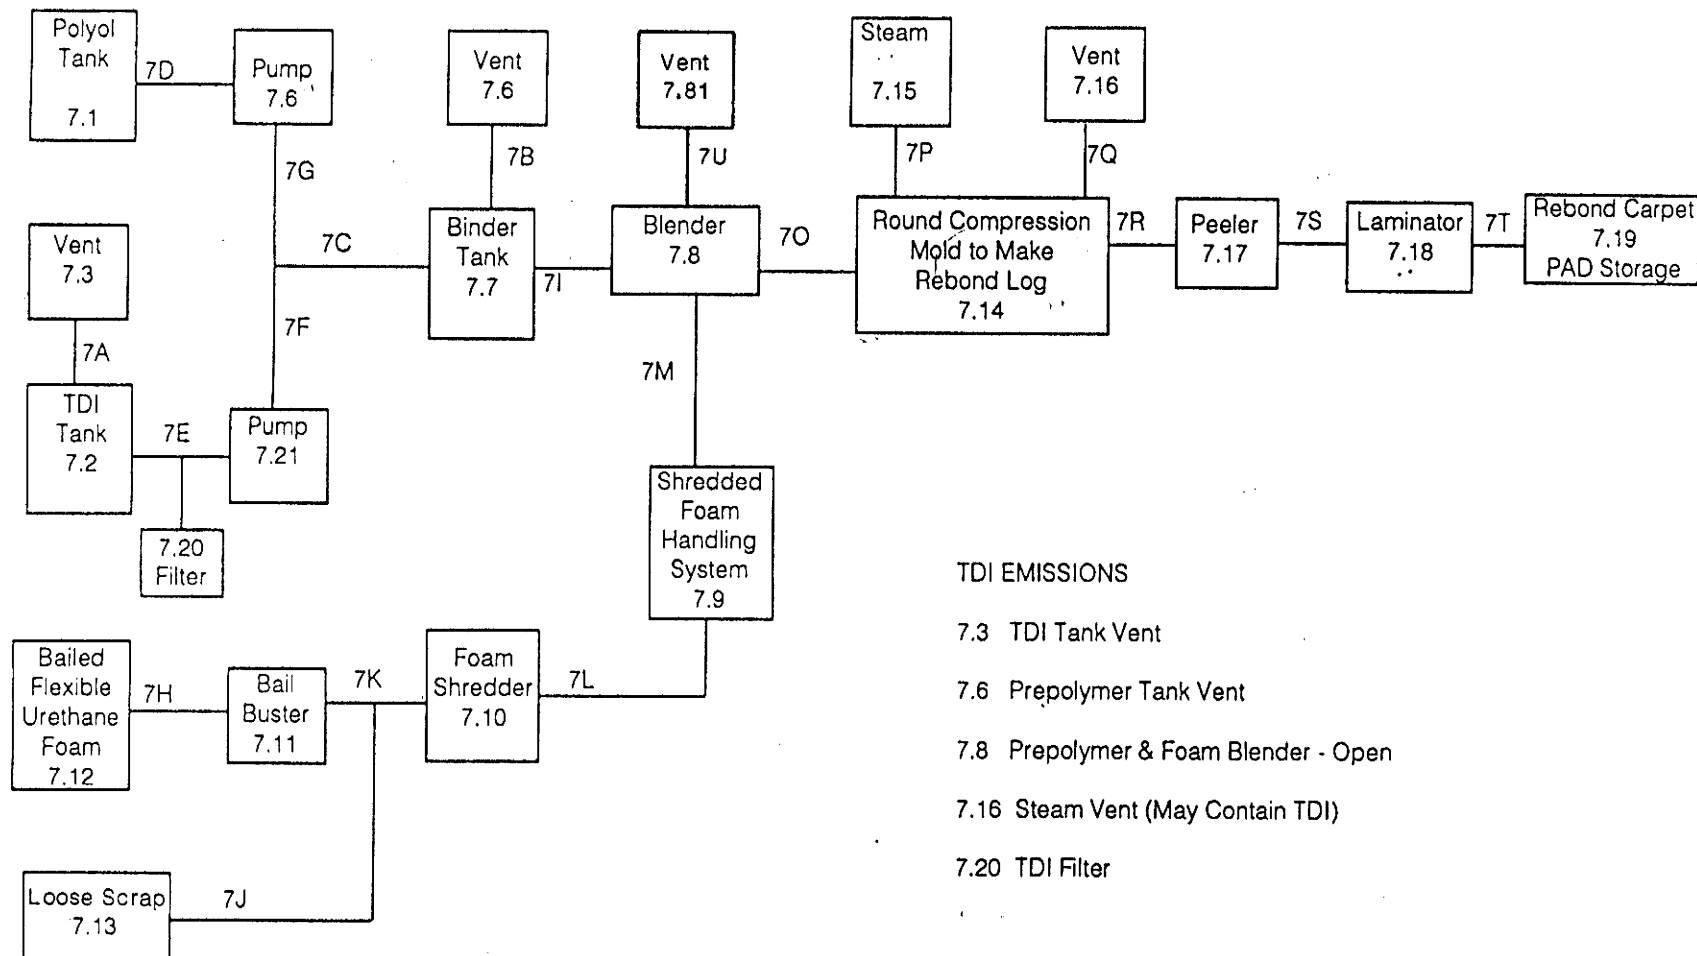 Polyol
Tank
7.1
7D
Pump
7.6
Vent
7.6
Vent
7.81
Steam
7.15
Vent
7.16
7G
7B
7U
7P
7Q
Vent
7.3
7C
Binder
Tank
7.7
7I
Blender
7.8
7O
Round Compression
Mold to Make
Rebond Log
7.14
7R
Peeler
7.17
7S
Laminator
7.18
7T
Rebond Carpet
7.19
PAD Storage
7A
7F
7M
TDI
Tank
7.2
7E
Pump
7.21
7.20
Filter
Shredded
Foam
Handling
System
7.9
Bailed
Flexible
Urethane
Foam
7.12
7H
Bail
Buster
7.11
7K
Foam
Shredder
7.10
7L
Loose Scrap
7.13
7J
TDI EMISSIONS
7.3 TDI Tank Vent
7.6 Prepolymer Tank Vent
7.8 Prepolymer & Foam Blender - Open
7.16 Steam Vent (May Contain TDI)
7.20 TDI Filter